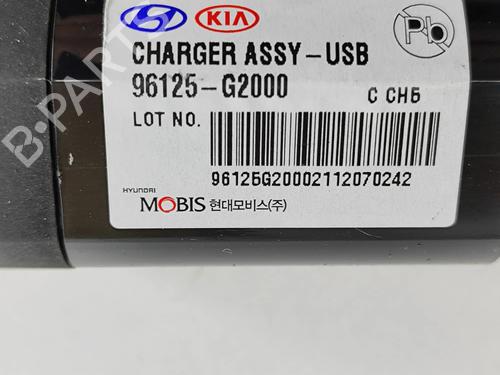 KIA
Pb
CHARGER ASSY-USB
96125-G2000
C CH5
LOT NO.
96125G20002112070242
HYUNDAI
MOBIS 현대모비스(주)
B-PARTS